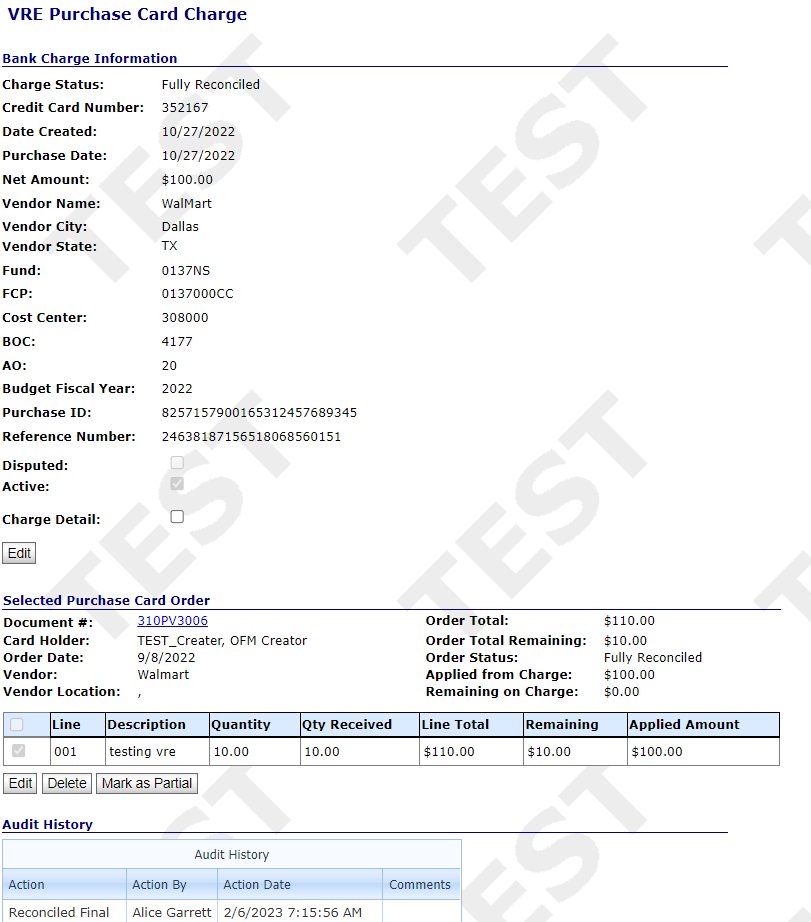 VRE Purchase Card Charge
Bank Charge Information
Charge Status: Fully Reconciled
Credit Card Number: 352167
Date Created: 10/27/2022
Purchase Date: 10/27/2022
Net Amount: $100.00
Vendor Name: WalMart
Vendor City: Dallas
Vendor State: TX
Fund: 0137NS
FCP: 0137000CC
Cost Center: 308000
BOC: 4177
AO: 20
Budget Fiscal Year: 2022
Purchase ID: 8257157900165312457689345
Reference Number: 24638187156518068560151
Disputed:
Active:
Charge Detail:
Edit
Selected Purchase Card Order
Document #: 310PV3006 Order Total: $110.00
Card Holder: TEST_Creater, OFM Creator Order Total Remaining: $10.00
Order Date: 9/8/2022 Order Status: Fully Reconciled
Vendor: Walmart Applied from Charge: $100.00
Vendor Location: , Remaining on Charge: $0.00
Line Description Quantity Qty Received Line Total Remaining Applied Amount
001 testing vre 10.00 10.00 $110.00 $10.00 $100.00
Edit Delete Mark as Partial
Audit History
Audit History
Action Action By Action Date Comments
Reconciled Final Alice Garrett 2/6/2023 7:15:56 AM
TEST
TEST
TEST
TEST
TEST
TEST